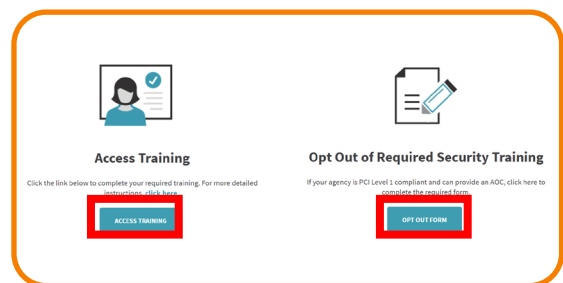 Access Training
Click the link below to complete your required training. For more detailed
instructions, click here.
ACCESS TRAINING
Opt Out of Required Security Training
If your agency is PCI Level 1 compliant and can provide an AOC, click here to
complete the required form.
OPT OUT FORM